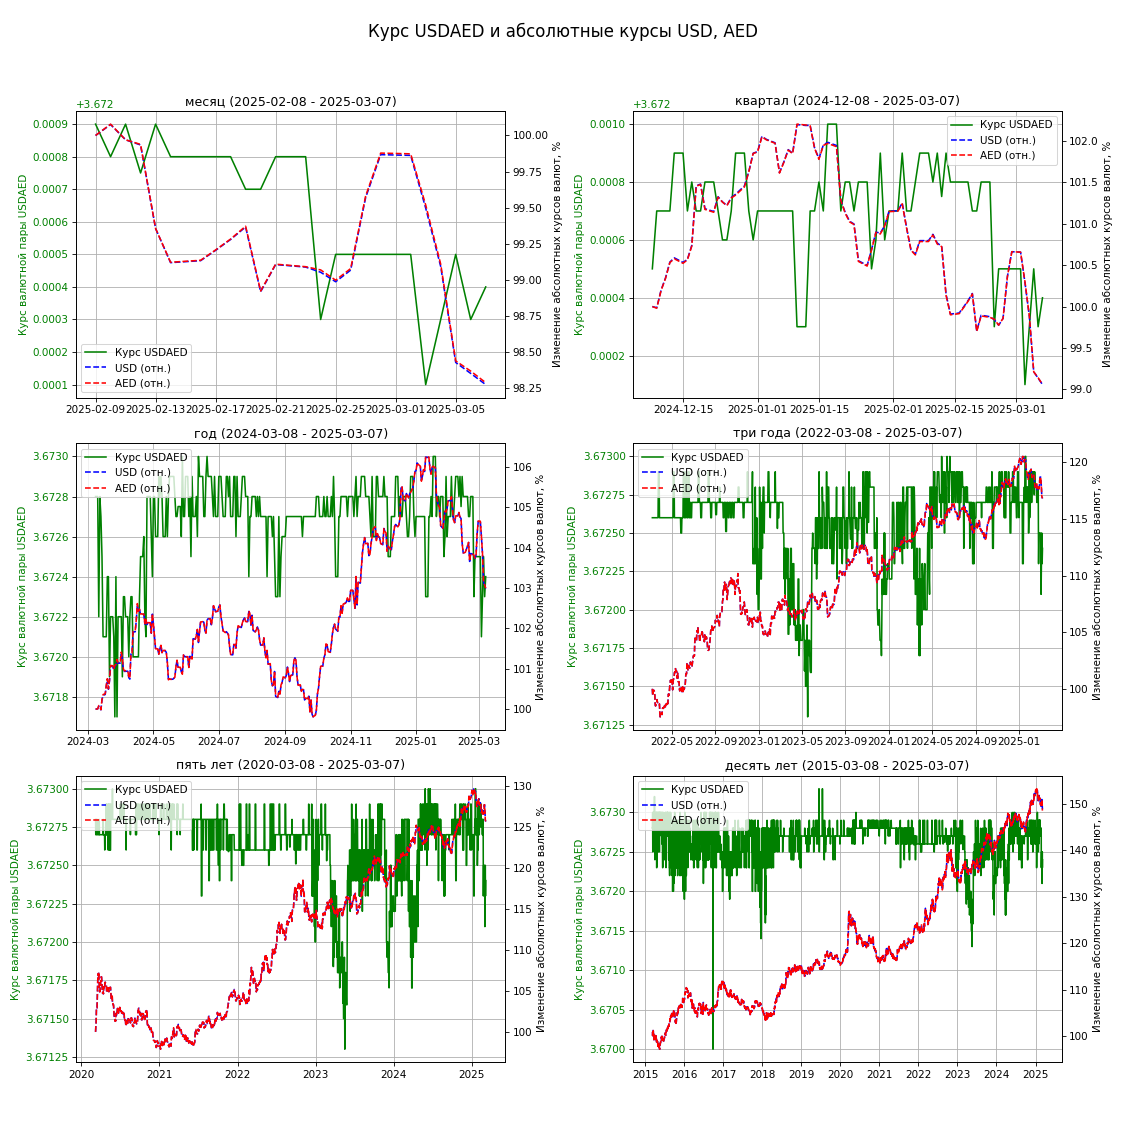 Курс USDAED и абсолютные курсы USD, AED
месяц (2025-02-08 - 2025-03-07)
+3.672
Курс валютной пары USDAED
0.0009
0.0008
0.0007
0.0006
0.0005
0.0004
0.0003
0.0002
0.0001
Курс USDAED
USD (отн.)
AED (отн.)
100.00
99.75
99.50
99.25
99.00
98.75
98.50
98.25
Изменение абсолютных курсов валют, %
2025-02-09 2025-02-13 2025-02-17 2025-02-21 2025-02-25 2025-03-01 2025-03-05
квартал (2024-12-08 - 2025-03-07)
+3.672
Курс валютной пары USDAED
0.0010
0.0008
0.0006
0.0004
0.0002
Курс USDAED
USD (отн.)
AED (отн.)
102.0
101.5
101.0
100.5
100.0
99.5
99.0
Изменение абсолютных курсов валют, %
2024-12-15 2025-01-01 2025-01-15 2025-02-01 2025-02-15 2025-03-01
год (2024-03-08 - 2025-03-07)
Курс валютной пары USDAED
3.6730
3.6728
3.6726
3.6724
3.6722
3.6720
3.6718
Курс USDAED
USD (отн.)
AED (отн.)
106
105
104
103
102
101
100
Изменение абсолютных курсов валют, %
2024-03 2024-05 2024-07 2024-09 2024-11 2025-01 2025-03
три года (2022-03-08 - 2025-03-07)
Курс валютной пары USDAED
3.67300
3.67275
3.67250
3.67225
3.67200
3.67175
3.67150
3.67125
Курс USDAED
USD (отн.)
AED (отн.)
120
115
110
105
100
Изменение абсолютных курсов валют, %
2022-05 2022-09 2023-01 2023-05 2023-09 2024-01 2024-05 2024-09 2025-01
пять лет (2020-03-08 - 2025-03-07)
Курс валютной пары USDAED
3.67300
3.67275
3.67250
3.67225
3.67200
3.67175
3.67150
3.67125
Курс USDAED
USD (отн.)
AED (отн.)
130
125
120
115
110
105
100
Изменение абсолютных курсов валют, %
2020 2021 2022 2023 2024 2025
десять лет (2015-03-08 - 2025-03-07)
Курс валютной пары USDAED
3.6730
3.6725
3.6720
3.6715
3.6710
3.6705
3.6700
Курс USDAED
USD (отн.)
AED (отн.)
150
140
130
120
110
100
Изменение абсолютных курсов валют, %
2015 2016 2017 2018 2019 2020 2021 2022 2023 2024 2025